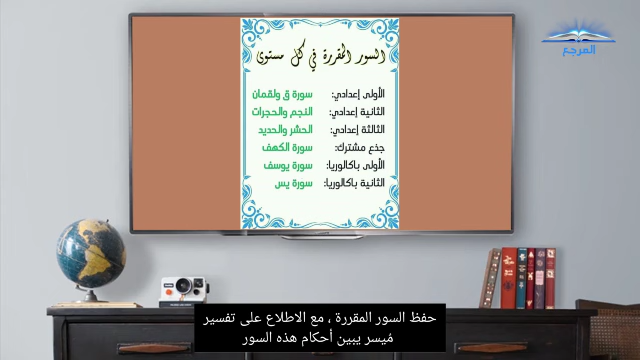 المرجع
السور المقررة في كل مستوى
الأولى إعدادي: سورة ق ولقمان
الثانية إعدادي: النجم والحجرات
الثالثة إعدادي: الحشر والحديد
جذع مشترك: سورة الكهف
الأولى باكالوريا: سورة يوسف
الثانية باكالوريا: سورة يس
حفظ السور المقررة ، مع الاطلاع على تفسير
مُيسر يبين أحكام هذه السور